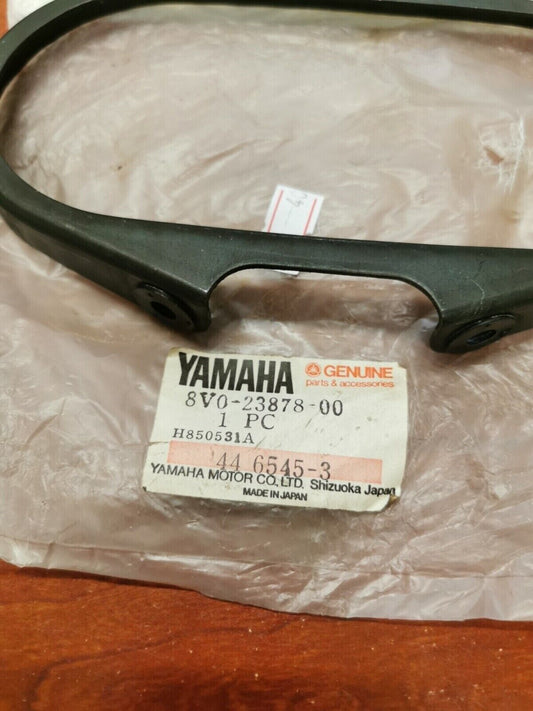 YAMAHA GENUINE
parts & accessories
8V0-23878-00
1 PC
H850531A
44 6545-3
YAMAHA MOTOR CO., LTD. Shizuoka Japan
MADE IN JAPAN